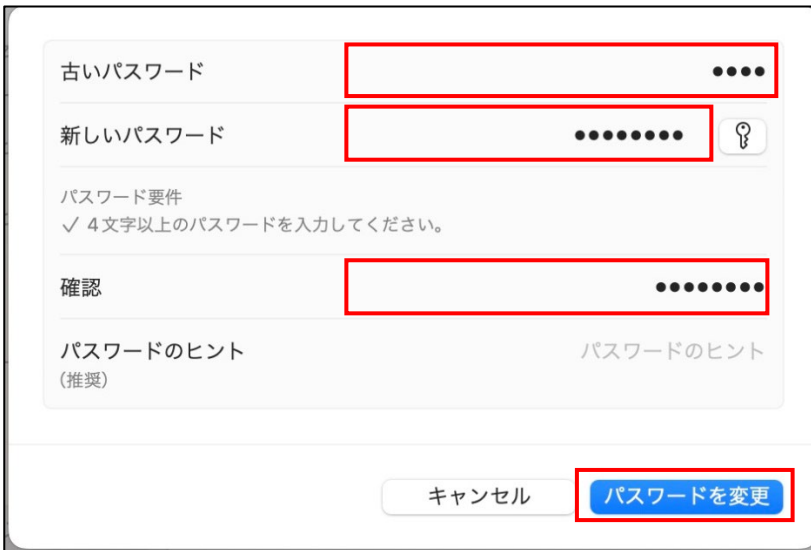 古いパスワード ••••
新しいパスワード ••••••••
パスワード要件
✓ 4文字以上のパスワードを入力してください。
確認 ••••••••
パスワードのヒント パスワードのヒント
(推奨)
キャンセル パスワードを変更